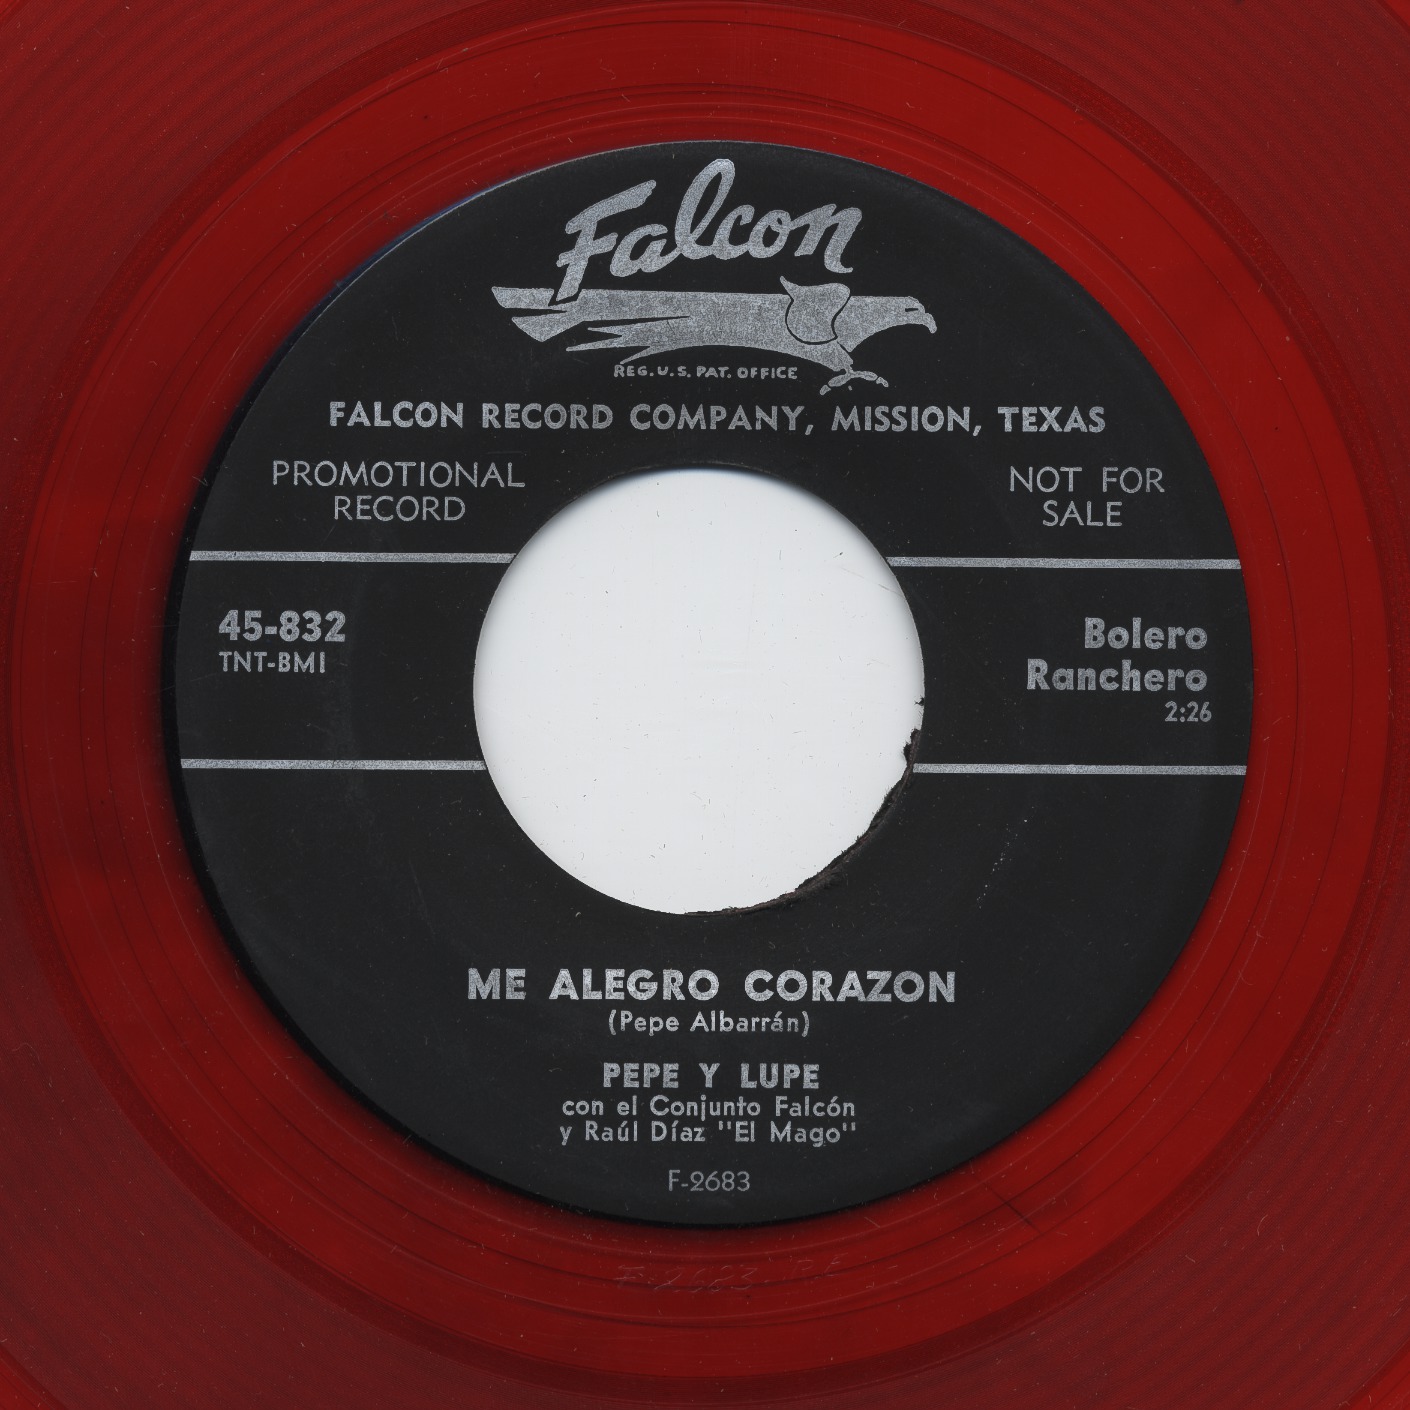 Falcon
REG. U.S. PAT. OFFICE
FALCON RECORD COMPANY, MISSION, TEXAS
PROMOTIONAL
RECORD
NOT FOR
SALE
45-832
TNT-BMI
Bolero
Ranchero
2:26
ME ALEGRO CORAZON
(Pepe Albarrán)
PEPE Y LUPE
con el Conjunto Falcón
y Raúl Díaz "El Mago"
F-2683